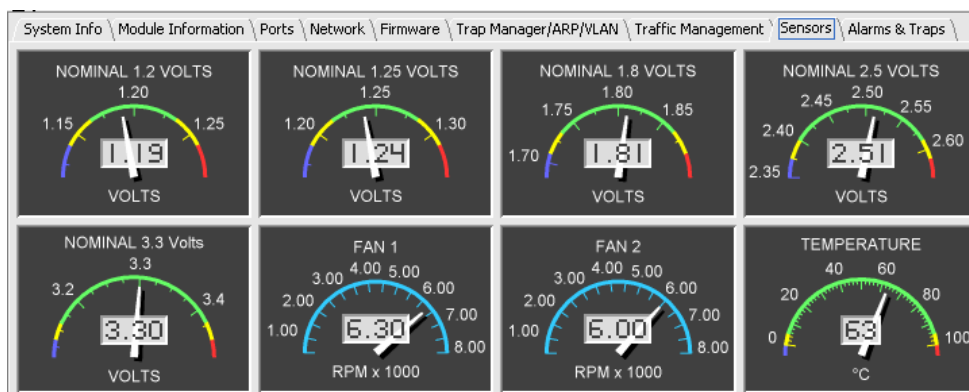 System Info Module Information Ports Network Firmware Trap Manager/ARP/VLAN Traffic Management Sensors Alarms & Traps
NOMINAL 1.2 VOLTS
1.15 1.20 1.25
1.19
VOLTS
NOMINAL 1.25 VOLTS
1.20 1.25 1.30
1.24
VOLTS
NOMINAL 1.8 VOLTS
1.70 1.75 1.80 1.85
1.81
VOLTS
NOMINAL 2.5 VOLTS
2.35 2.40 2.45 2.50 2.55 2.60
2.51
VOLTS
NOMINAL 3.3 Volts
3.2 3.3 3.4
3.30
VOLTS
FAN 1
1.00 2.00 3.00 4.00 5.00 6.00 7.00 8.00
6.30
RPM x 1000
FAN 2
1.00 2.00 3.00 4.00 5.00 6.00 7.00 8.00
6.00
RPM x 1000
TEMPERATURE
0 20 40 60 80 100
63
°C